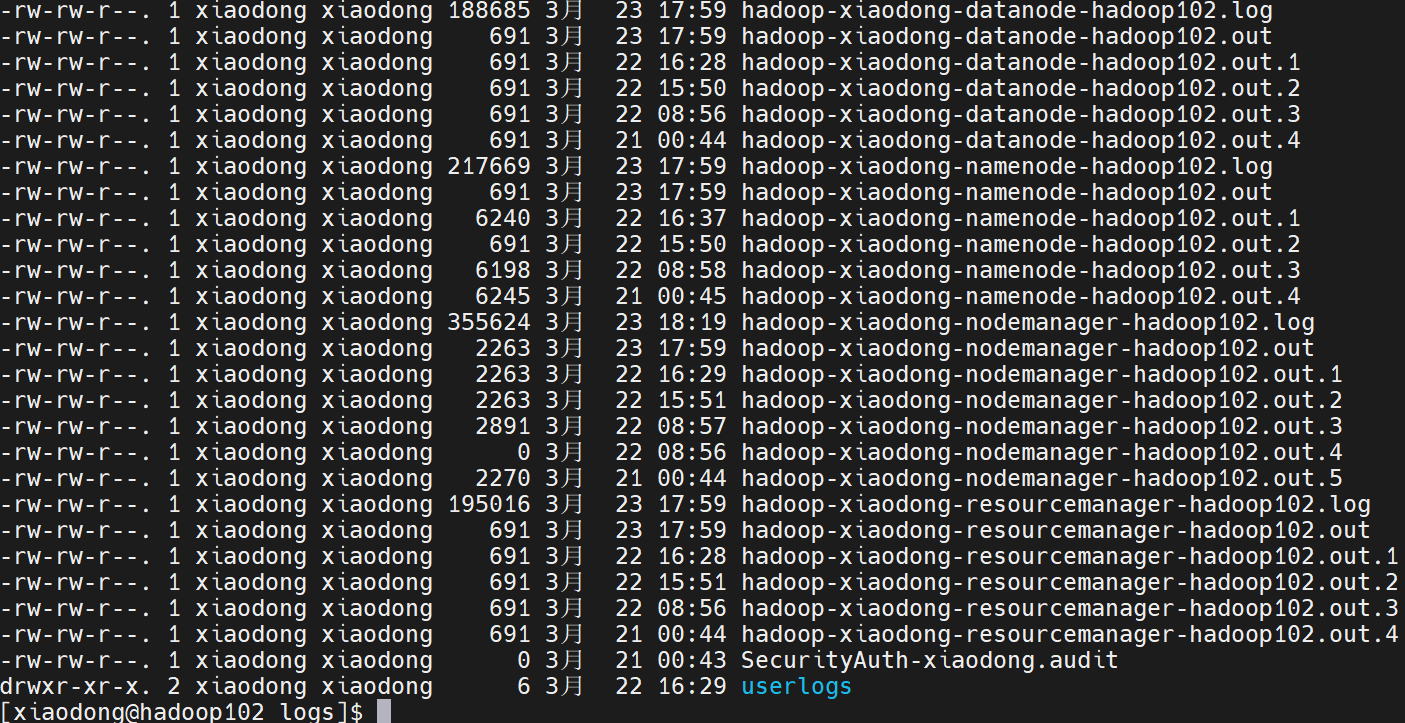 -rw-rw-r--. 1 xiaodong xiaodong 188685 3月  23 17:59 hadoop-xiaodong-datanode-hadoop102.log
-rw-rw-r--. 1 xiaodong xiaodong    691 3月  23 17:59 hadoop-xiaodong-datanode-hadoop102.out
-rw-rw-r--. 1 xiaodong xiaodong    691 3月  22 16:28 hadoop-xiaodong-datanode-hadoop102.out.1
-rw-rw-r--. 1 xiaodong xiaodong    691 3月  22 15:50 hadoop-xiaodong-datanode-hadoop102.out.2
-rw-rw-r--. 1 xiaodong xiaodong    691 3月  22 08:56 hadoop-xiaodong-datanode-hadoop102.out.3
-rw-rw-r--. 1 xiaodong xiaodong    691 3月  21 00:44 hadoop-xiaodong-datanode-hadoop102.out.4
-rw-rw-r--. 1 xiaodong xiaodong 217669 3月  23 17:59 hadoop-xiaodong-namenode-hadoop102.log
-rw-rw-r--. 1 xiaodong xiaodong    691 3月  23 17:59 hadoop-xiaodong-namenode-hadoop102.out
-rw-rw-r--. 1 xiaodong xiaodong   6240 3月  22 16:37 hadoop-xiaodong-namenode-hadoop102.out.1
-rw-rw-r--. 1 xiaodong xiaodong    691 3月  22 15:50 hadoop-xiaodong-namenode-hadoop102.out.2
-rw-rw-r--. 1 xiaodong xiaodong   6198 3月  22 08:58 hadoop-xiaodong-namenode-hadoop102.out.3
-rw-rw-r--. 1 xiaodong xiaodong   6245 3月  21 00:45 hadoop-xiaodong-namenode-hadoop102.out.4
-rw-rw-r--. 1 xiaodong xiaodong 355624 3月  23 18:19 hadoop-xiaodong-nodemanager-hadoop102.log
-rw-rw-r--. 1 xiaodong xiaodong   2263 3月  23 17:59 hadoop-xiaodong-nodemanager-hadoop102.out
-rw-rw-r--. 1 xiaodong xiaodong   2263 3月  22 16:29 hadoop-xiaodong-nodemanager-hadoop102.out.1
-rw-rw-r--. 1 xiaodong xiaodong   2263 3月  22 15:51 hadoop-xiaodong-nodemanager-hadoop102.out.2
-rw-rw-r--. 1 xiaodong xiaodong   2891 3月  22 08:57 hadoop-xiaodong-nodemanager-hadoop102.out.3
-rw-rw-r--. 1 xiaodong xiaodong      0 3月  22 08:56 hadoop-xiaodong-nodemanager-hadoop102.out.4
-rw-rw-r--. 1 xiaodong xiaodong   2270 3月  21 00:44 hadoop-xiaodong-nodemanager-hadoop102.out.5
-rw-rw-r--. 1 xiaodong xiaodong 195016 3月  23 17:59 hadoop-xiaodong-resourcemanager-hadoop102.log
-rw-rw-r--. 1 xiaodong xiaodong    691 3月  23 17:59 hadoop-xiaodong-resourcemanager-hadoop102.out
-rw-rw-r--. 1 xiaodong xiaodong    691 3月  22 16:28 hadoop-xiaodong-resourcemanager-hadoop102.out.1
-rw-rw-r--. 1 xiaodong xiaodong    691 3月  22 15:51 hadoop-xiaodong-resourcemanager-hadoop102.out.2
-rw-rw-r--. 1 xiaodong xiaodong    691 3月  22 08:56 hadoop-xiaodong-resourcemanager-hadoop102.out.3
-rw-rw-r--. 1 xiaodong xiaodong    691 3月  21 00:44 hadoop-xiaodong-resourcemanager-hadoop102.out.4
-rw-rw-r--. 1 xiaodong xiaodong      0 3月  21 00:43 SecurityAuth-xiaodong.audit
drwxr-xr-x. 2 xiaodong xiaodong      6 3月  22 16:29 userlogs
[xiaodong@hadoop102 logs]$